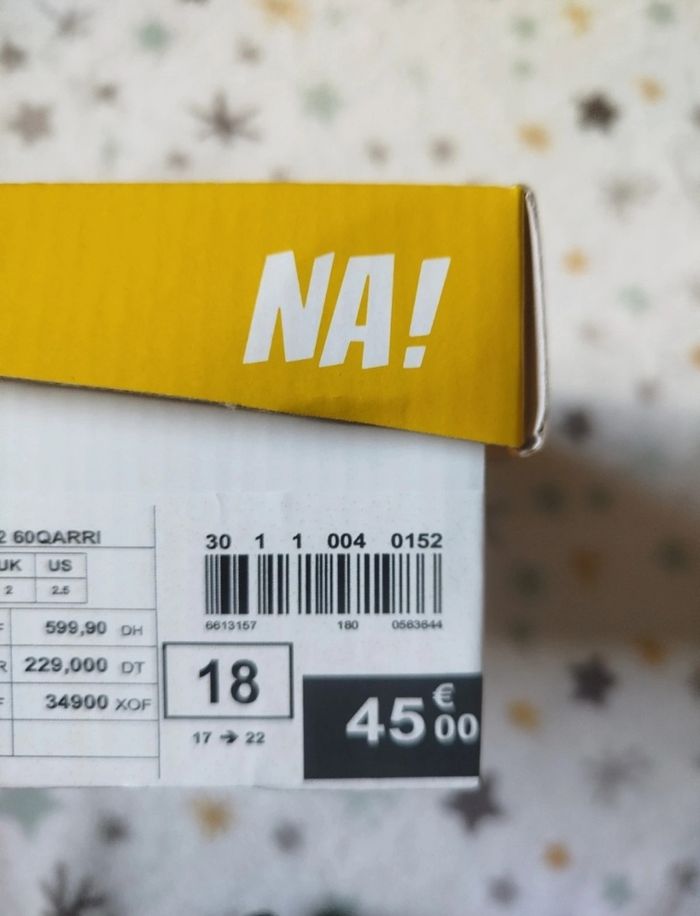 NA!
2 60QARRI
UK US
2 2.5
599,90 DH
229,000 DT
34900 XOF
30 1 1 004 0152
6613157 180 0563644
18
17 → 22
45 € 00